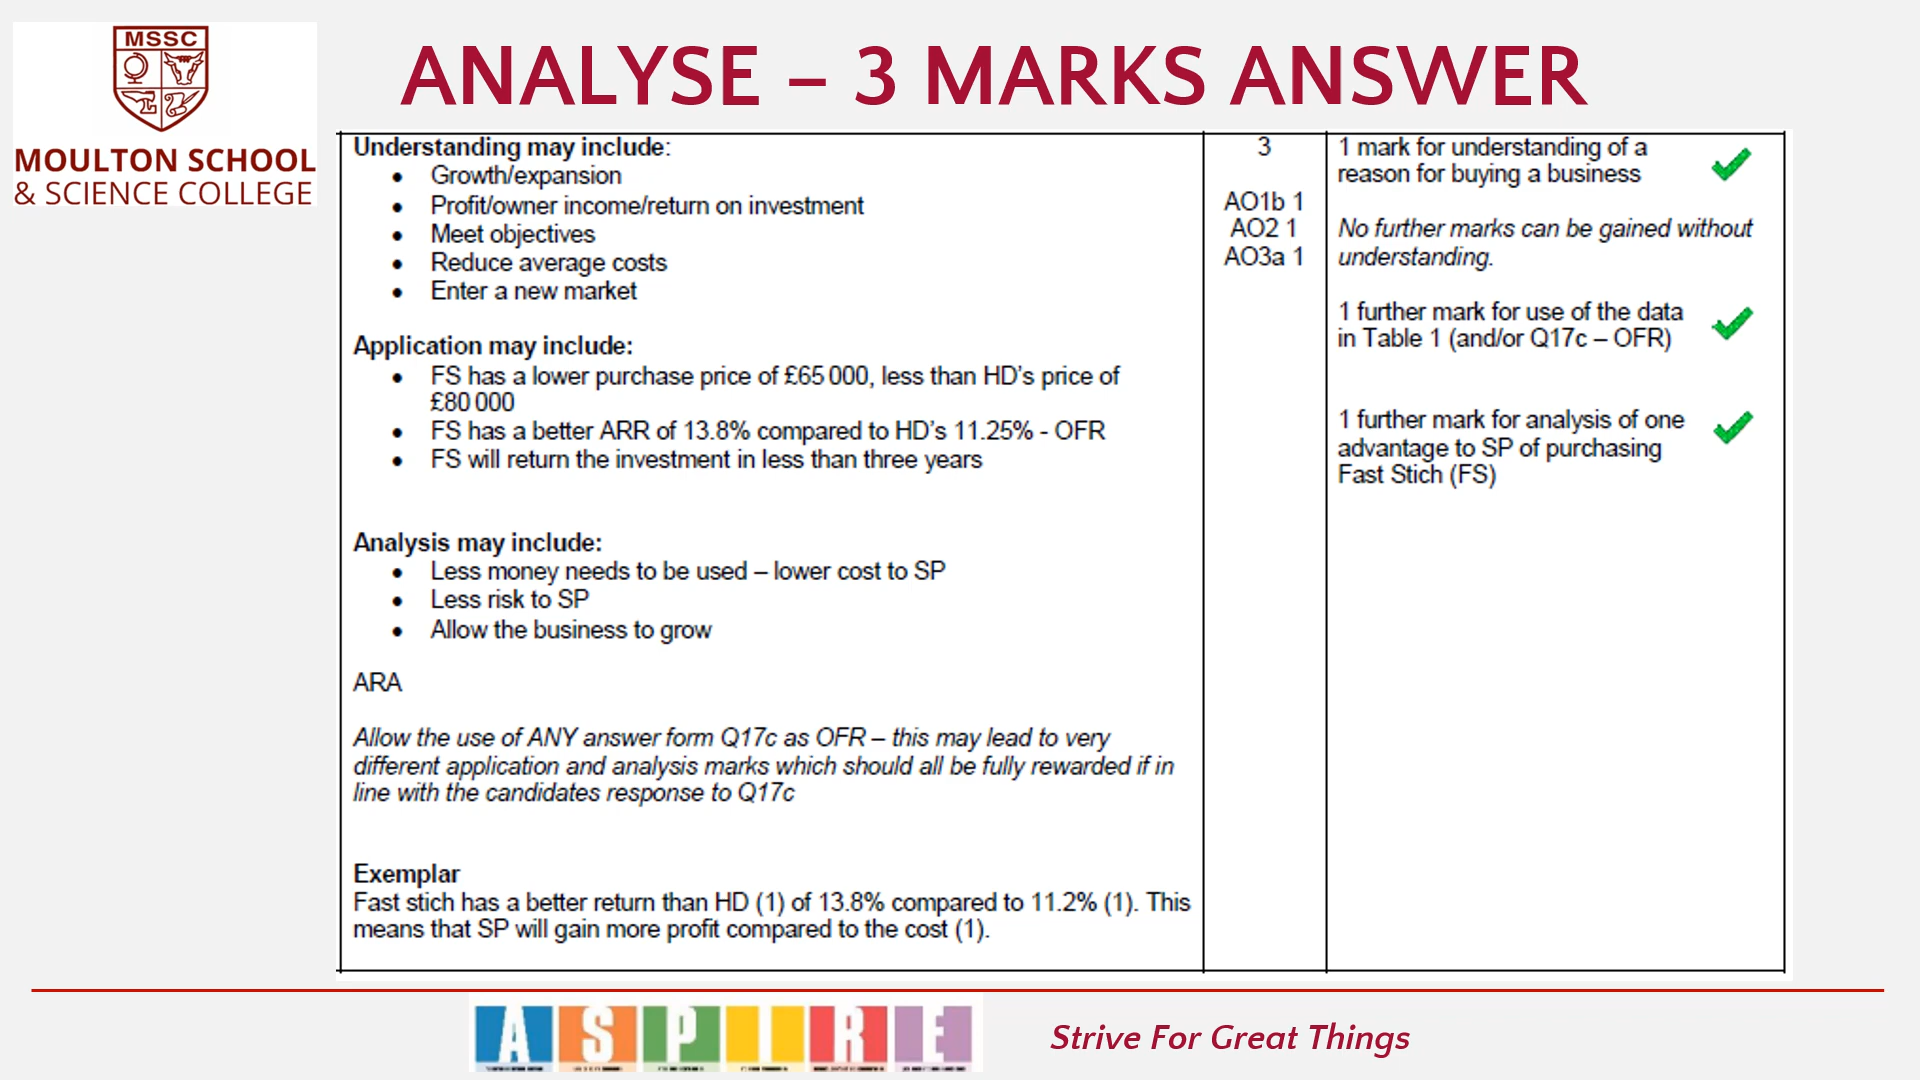 MSSC
MOULTON SCHOOL
& SCIENCE COLLEGE
ANALYSE – 3 MARKS ANSWER
Understanding may include:
• Growth/expansion
• Profit/owner income/return on investment
• Meet objectives
• Reduce average costs
• Enter a new market
Application may include:
• FS has a lower purchase price of £65 000, less than HD's price of
£80 000
• FS has a better ARR of 13.8% compared to HD's 11.25% - OFR
• FS will return the investment in less than three years
Analysis may include:
• Less money needs to be used – lower cost to SP
• Less risk to SP
• Allow the business to grow
ARA
Allow the use of ANY answer form Q17c as OFR – this may lead to very
different application and analysis marks which should all be fully rewarded if in
line with the candidates response to Q17c
Exemplar
Fast stich has a better return than HD (1) of 13.8% compared to 11.2% (1). This
means that SP will gain more profit compared to the cost (1).
3
AO1b 1
AO2 1
AO3a 1
1 mark for understanding of a
reason for buying a business
No further marks can be gained without
understanding.
1 further mark for use of the data
in Table 1 (and/or Q17c – OFR)
1 further mark for analysis of one
advantage to SP of purchasing
Fast Stich (FS)
ASPIRE
Strive For Great Things